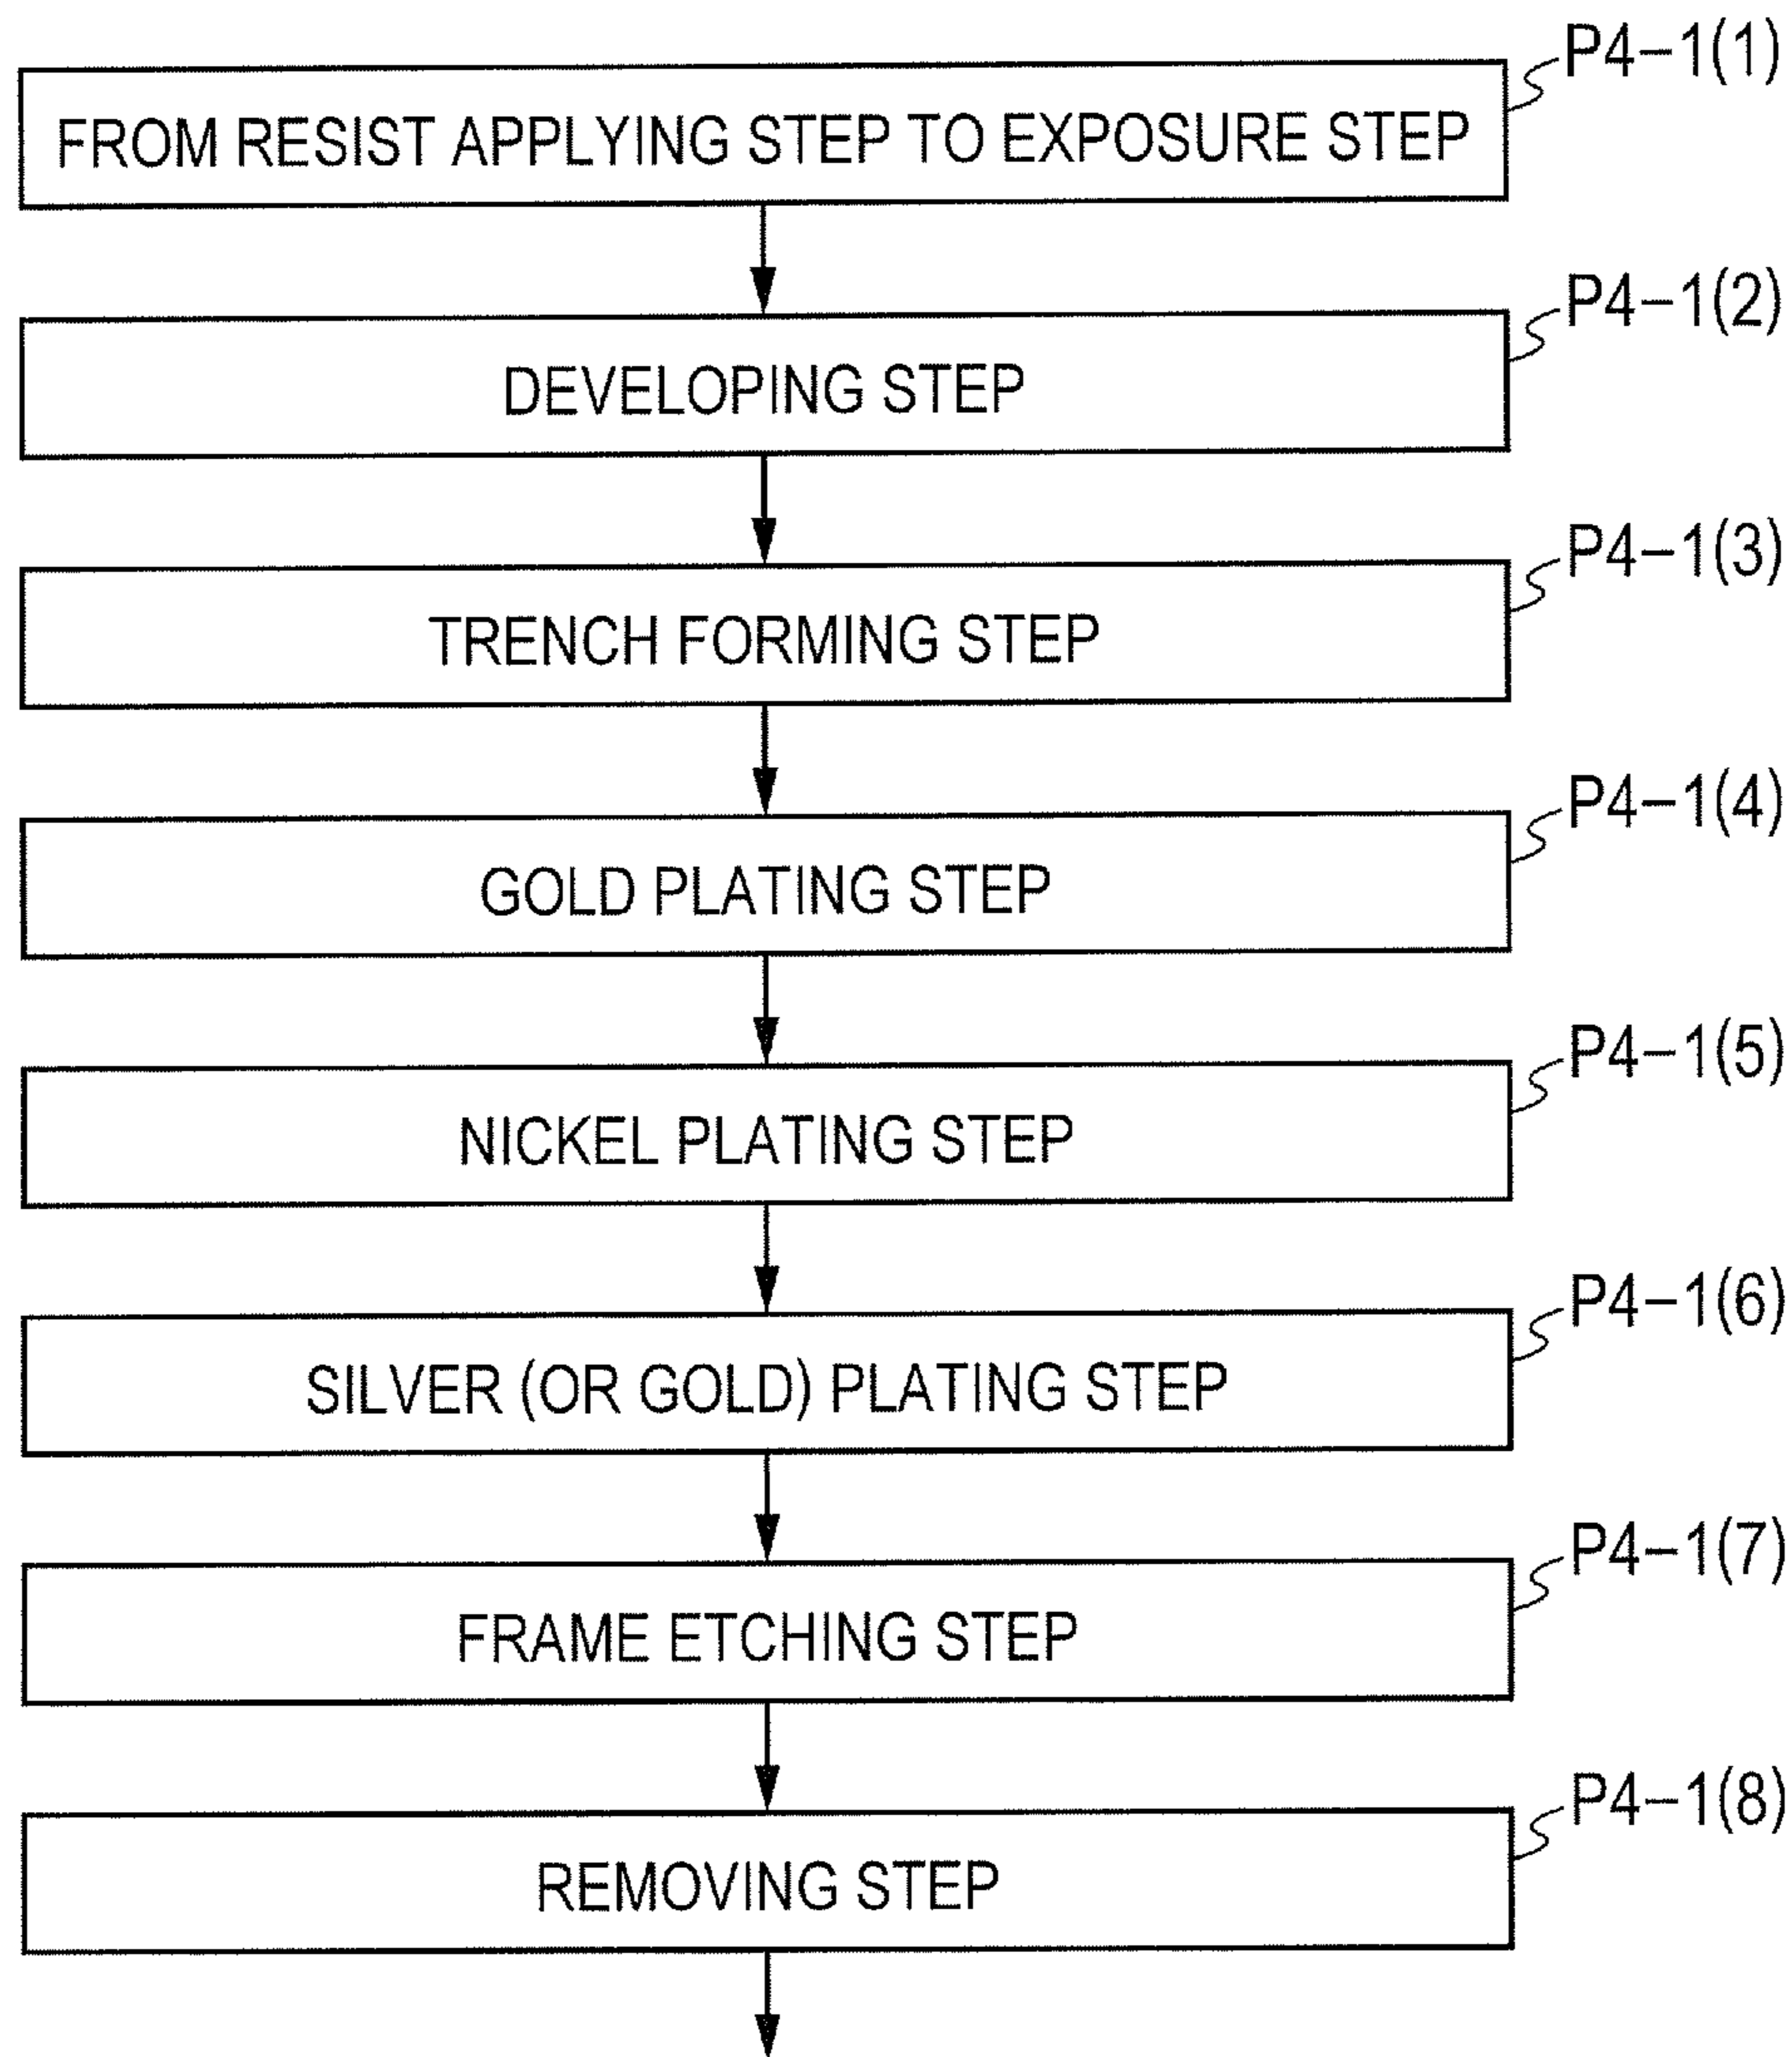 P4-1(1)
FROM RESIST APPLYING STEP TO EXPOSURE STEP
P4-1(2)
DEVELOPING STEP
P4-1(3)
TRENCH FORMING STEP
P4-1(4)
GOLD PLATING STEP
P4-1(5)
NICKEL PLATING STEP
P4-1(6)
SILVER (OR GOLD) PLATING STEP
P4-1(7)
FRAME ETCHING STEP
P4-1(8)
REMOVING STEP